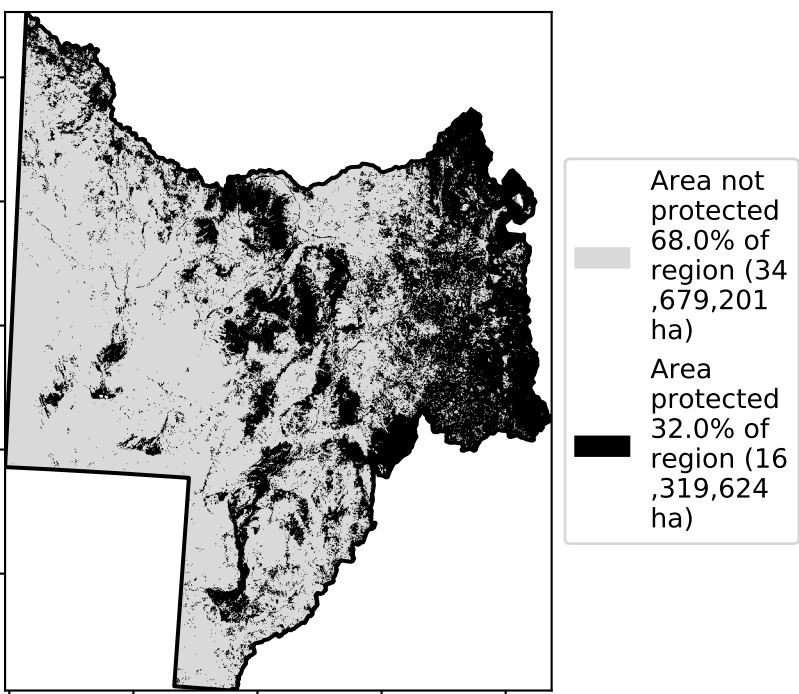 Area not
protected
68.0% of
region (34
,679,201
ha)
Area
protected
32.0% of
region (16
,319,624
ha)